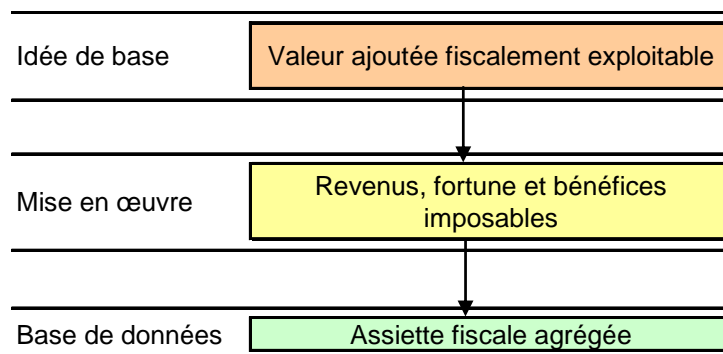 Idée de base
Valeur ajoutée fiscalement exploitable
Mise en œuvre
Revenus, fortune et bénéfices
imposables
Base de données
Assiette fiscale agrégée